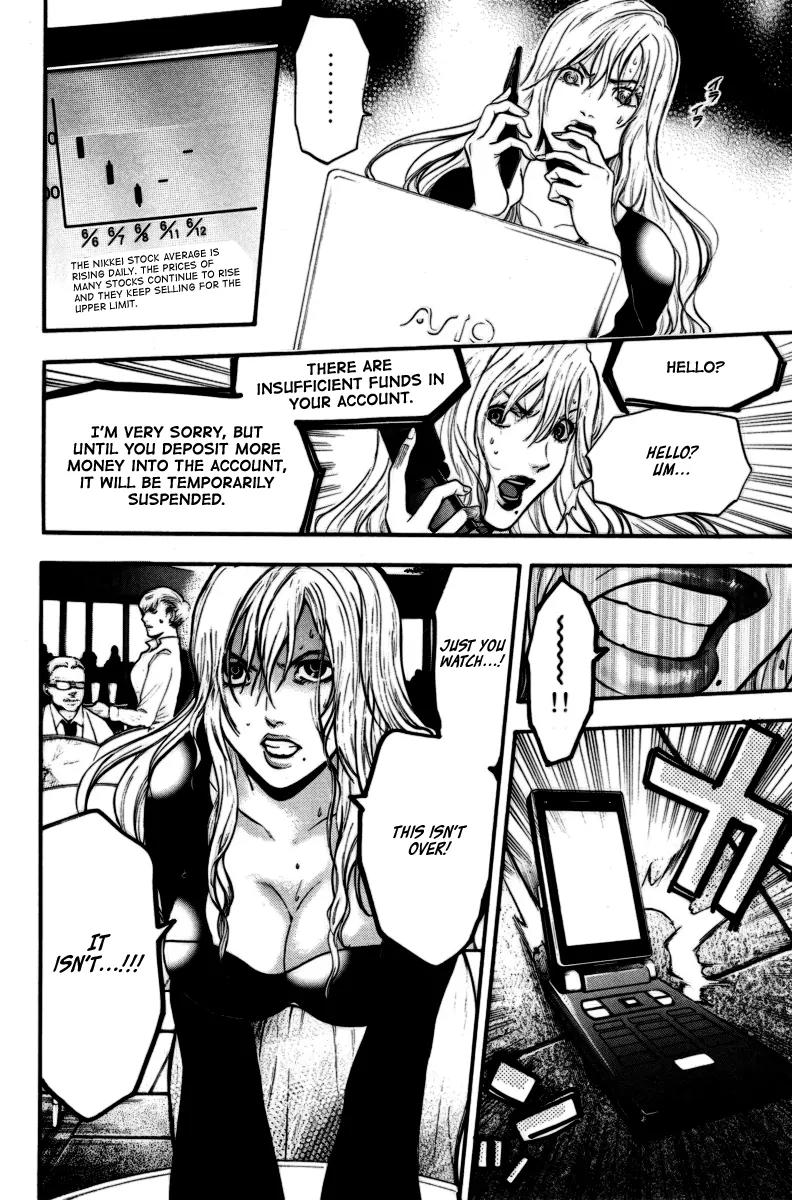 ........
6/6 6/7 6/8 6/11 6/12
THE NIKKEI STOCK AVERAGE IS
RISING DAILY. THE PRICES OF
MANY STOCKS CONTINUE TO RISE
AND THEY KEEP SELLING FOR THE
UPPER LIMIT.
HELLO?
HELLO?
UM...
THERE ARE
INSUFFICIENT FUNDS IN
YOUR ACCOUNT.
I'M VERY SORRY, BUT
UNTIL YOU DEPOSIT MORE
MONEY INTO THE ACCOUNT,
IT WILL BE TEMPORARILY
SUSPENDED.
~~~~!!
ガ
JUST YOU
WATCH...!
THIS ISN'T
OVER!
IT
ISN'T...!!!